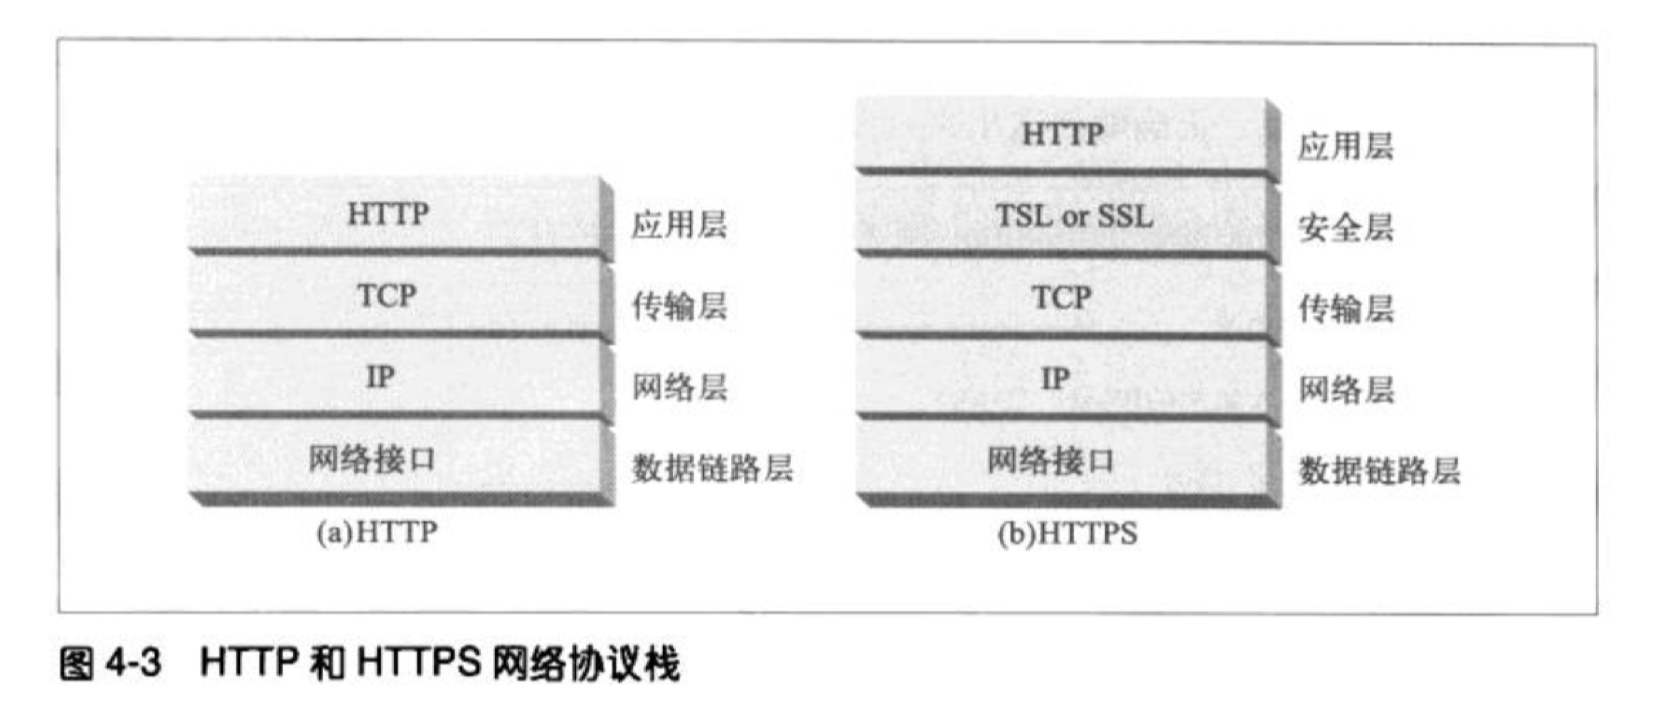 HTTP 应用层
TCP 传输层
IP 网络层
网络接口 数据链路层
(a)HTTP
HTTP 应用层
TSL or SSL 安全层
TCP 传输层
IP 网络层
网络接口 数据链路层
(b)HTTPS
图 4-3 HTTP 和 HTTPS 网络协议栈